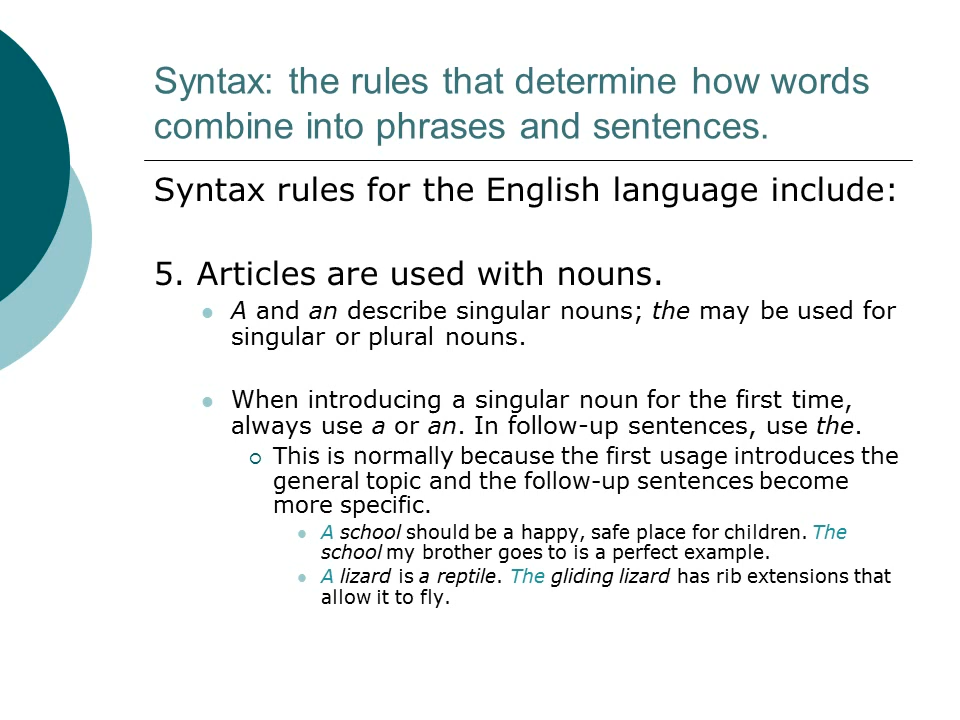 Syntax: the rules that determine how words
combine into phrases and sentences.
Syntax rules for the English language include:
5. Articles are used with nouns.
A and an describe singular nouns; the may be used for
singular or plural nouns.
When introducing a singular noun for the first time,
always use a or an. In follow-up sentences, use the.
This is normally because the first usage introduces the
general topic and the follow-up sentences become
more specific.
A school should be a happy, safe place for children. The
school my brother goes to is a perfect example.
A lizard is a reptile. The gliding lizard has rib extensions that
allow it to fly.